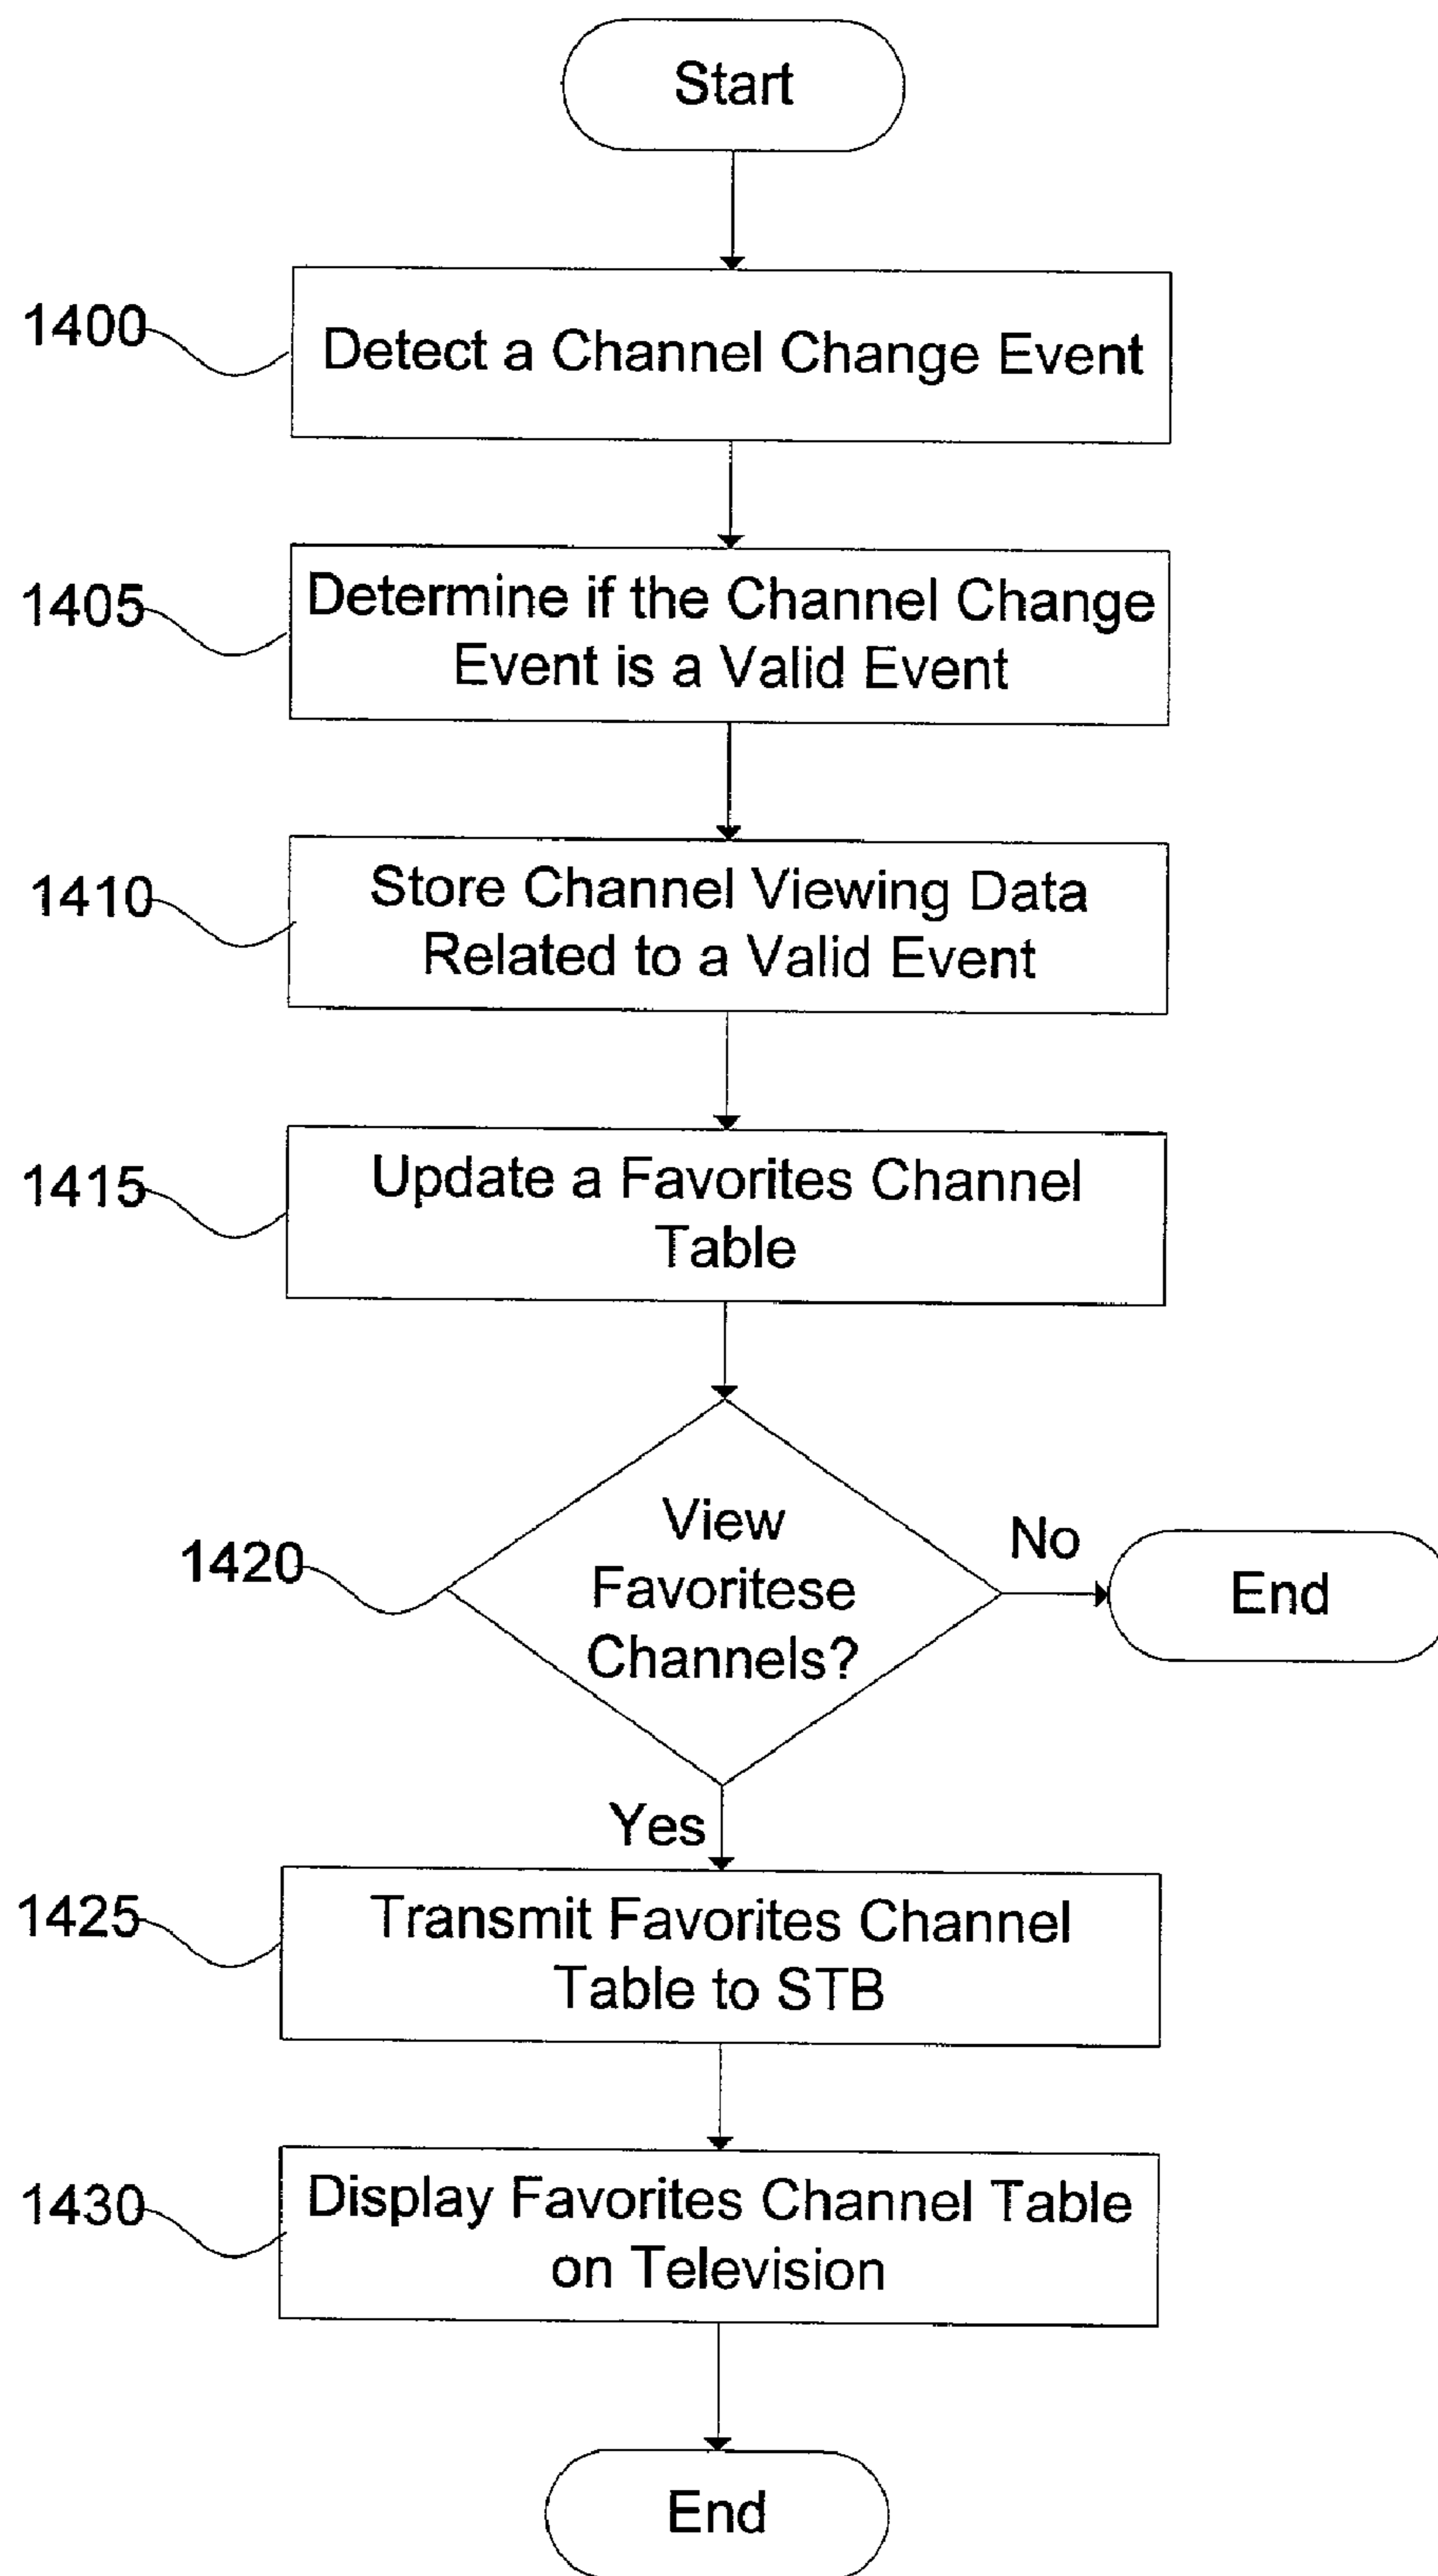 Start
1400
Detect a Channel Change Event
1405
Determine if the Channel Change
Event is a Valid Event
1410
Store Channel Viewing Data
Related to a Valid Event
1415
Update a Favorites Channel
Table
1420
View
Favoritese
Channels?
No
End
Yes
1425
Transmit Favorites Channel
Table to STB
1430
Display Favorites Channel Table
on Television
End